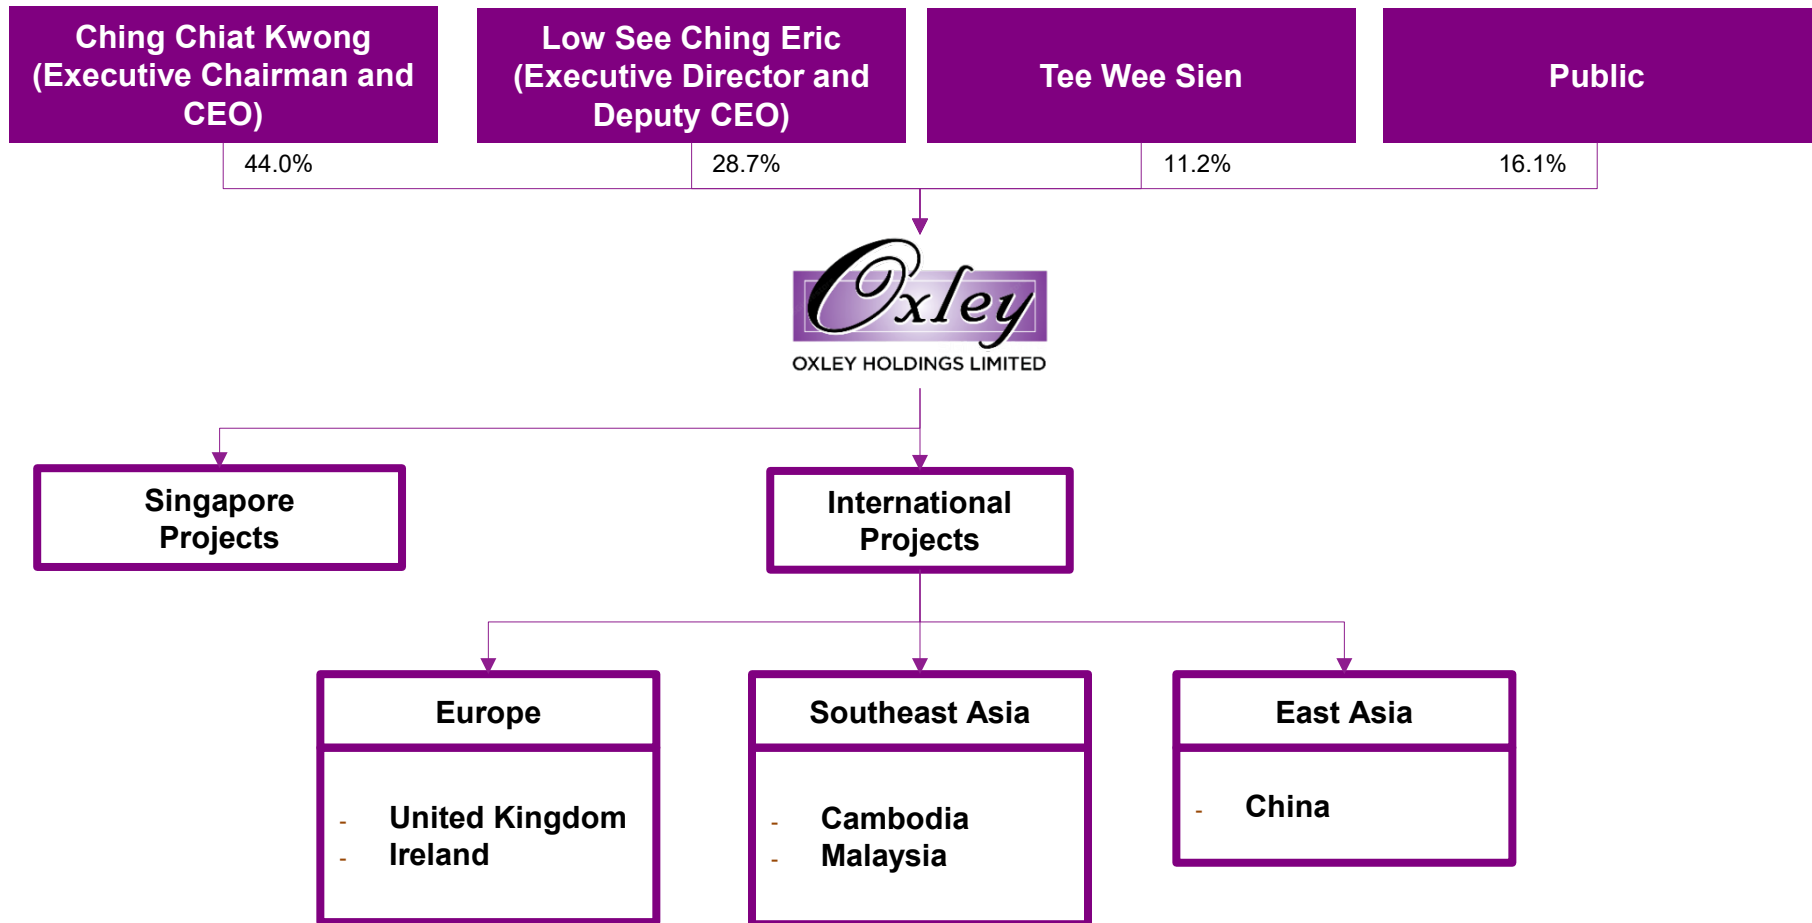 Ching Chiat Kwong
(Executive Chairman and
CEO)
Low See Ching Eric
(Executive Director and
Deputy CEO)
Tee Wee Sien
Public
44.0%
28.7%
11.2%
16.1%
Oxley
OXLEY HOLDINGS LIMITED
Singapore
Projects
International
Projects
Europe
- United Kingdom
- Ireland
Southeast Asia
- Cambodia
- Malaysia
East Asia
- China